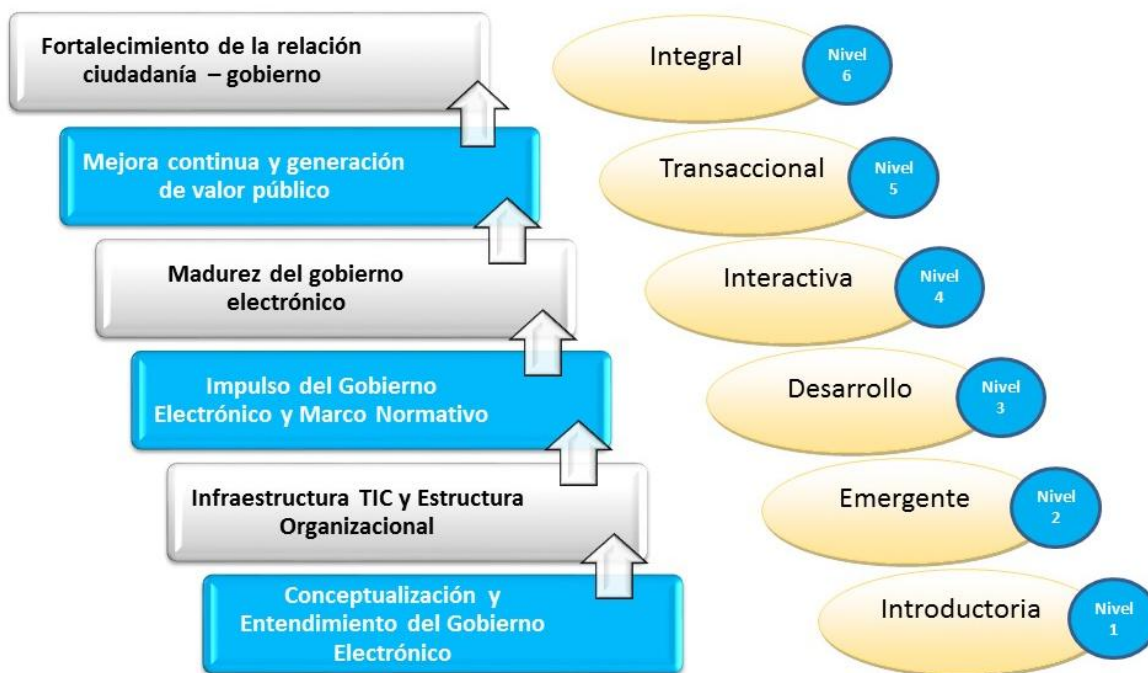 Fortalecimiento de la relación
ciudadanía – gobierno
Integral
Nivel
6
Mejora continua y generación
de valor público
Transaccional
Nivel
5
Madurez del gobierno
electrónico
Interactiva
Nivel
4
Impulso del Gobierno
Electrónico y Marco Normativo
Desarrollo
Nivel
3
Infraestructura TIC y Estructura
Organizacional
Emergente
Nivel
2
Conceptualización y
Entendimiento del Gobierno
Electrónico
Introductoria
Nivel
1